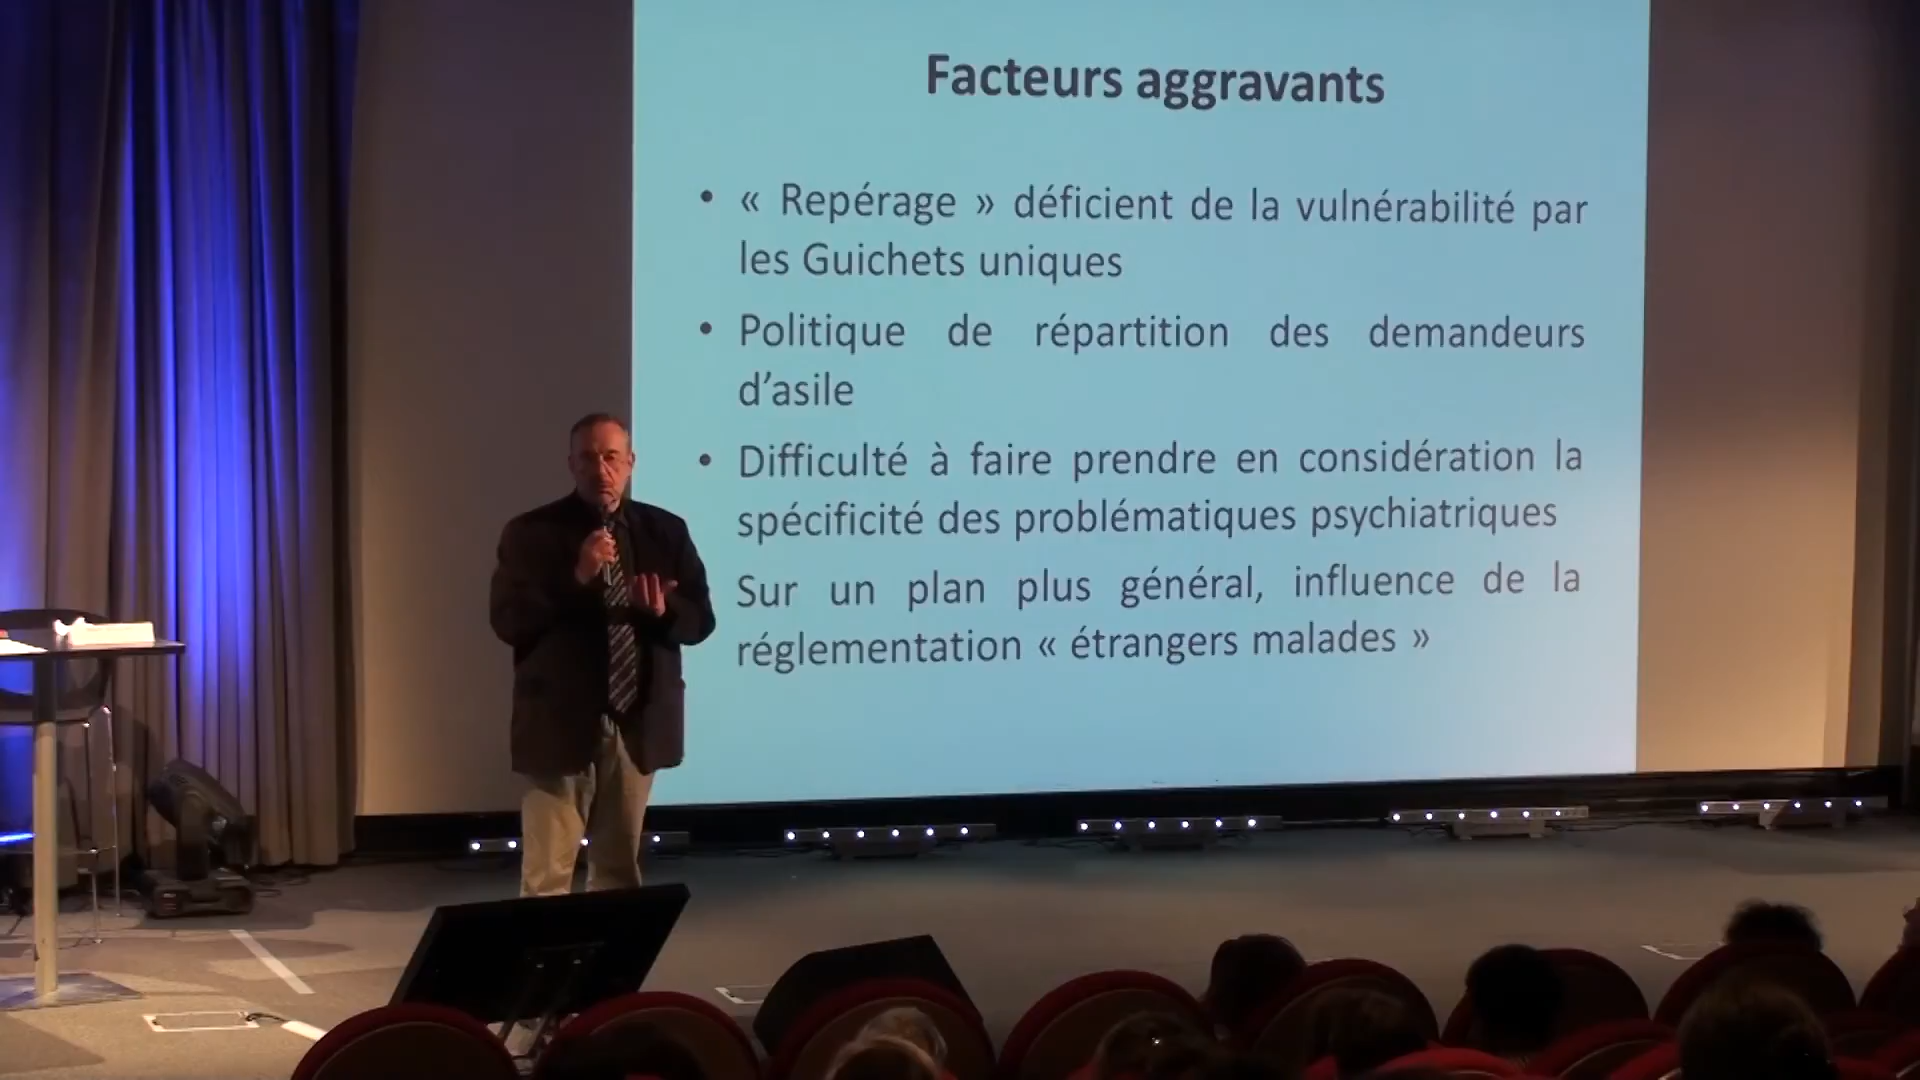 Facteurs aggravants
• « Repérage » déficient de la vulnérabilité par
les Guichets uniques
• Politique de répartition des demandeurs
d’asile
• Difficulté à faire prendre en considération la
spécificité des problématiques psychiatriques
Sur un plan plus général, influence de la
réglementation « étrangers malades »